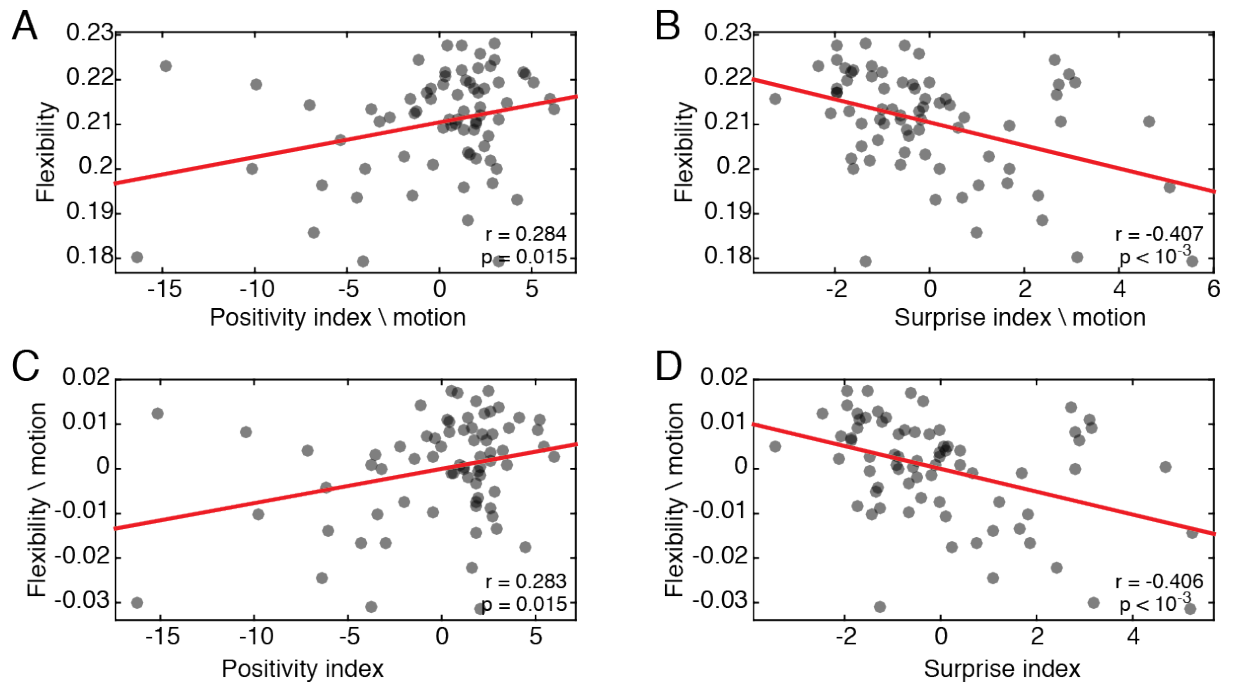 A
0.23
0.22
0.21
0.2
0.19
0.18
Flexibility
r = 0.284
p = 0.015
-15 -10 -5 0 5
Positivity index \ motion
B
0.23
0.22
0.21
0.2
0.19
0.18
Flexibility
r = -0.407
p < 10-3
-2 0 2 4 6
Surprise index \ motion
C
0.02
0.01
0
-0.01
-0.02
-0.03
Flexibility \ motion
r = 0.283
p = 0.015
-15 -10 -5 0 5
Positivity index
D
0.02
0.01
0
-0.01
-0.02
-0.03
Flexibility \ motion
r = -0.406
p < 10-3
-2 0 2 4
Surprise index